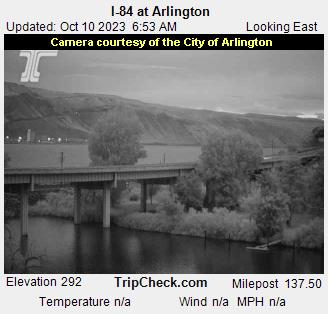 I-84 at Arlington
Updated: Oct 10 2023 6:53 AM Looking East
Camera courtesy of the City of Arlington
Elevation 292 TripCheck.com Milepost 137.50
Temperature n/a Wind n/a MPH n/a